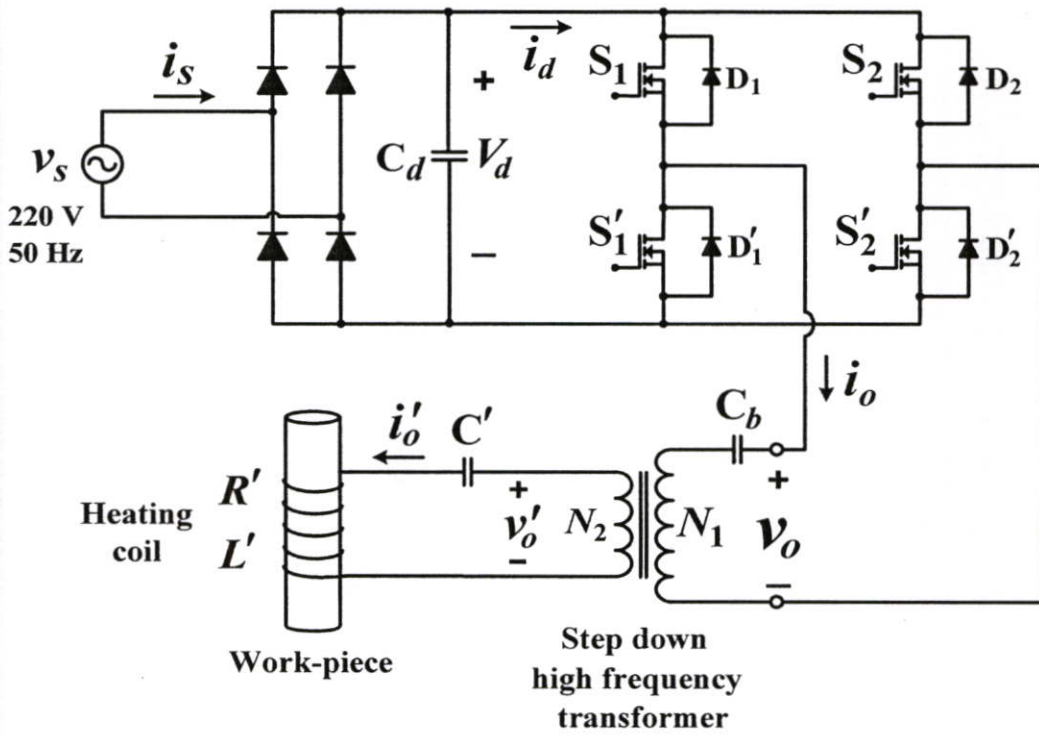 i_s
i_d
S_1
D_1
S_2
D_2
+
v_s
C_d
V_d
220 V
50 Hz
S'_1
D'_1
S'_2
D'_2
−
i_o
i'_o
C'
C_b
R'
+
+
Heating
coil
v'_o
N_2
N_1
v_o
L'
−
−
Work-piece
Step down
high frequency
transformer